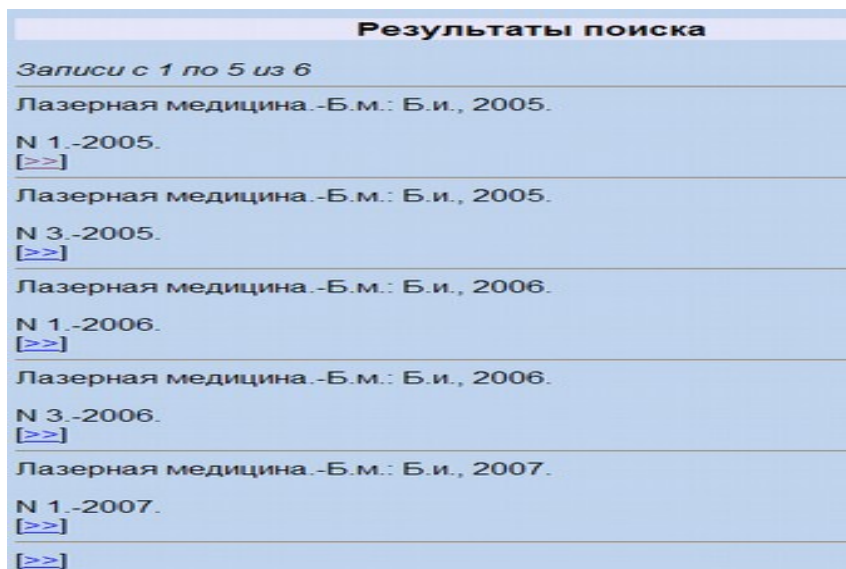 Результаты поиска
Записи с 1 по 5 из 6
Лазерная медицина.-Б.м.: Б.и., 2005.
N 1.-2005.
[>>]
Лазерная медицина.-Б.м.: Б.и., 2005.
N 3.-2005.
[>>]
Лазерная медицина.-Б.м.: Б.и., 2006.
N 1.-2006.
[>>]
Лазерная медицина.-Б.м.: Б.и., 2006.
N 3.-2006.
[>>]
Лазерная медицина.-Б.м.: Б.и., 2007.
N 1.-2007.
[>>]
[>>]